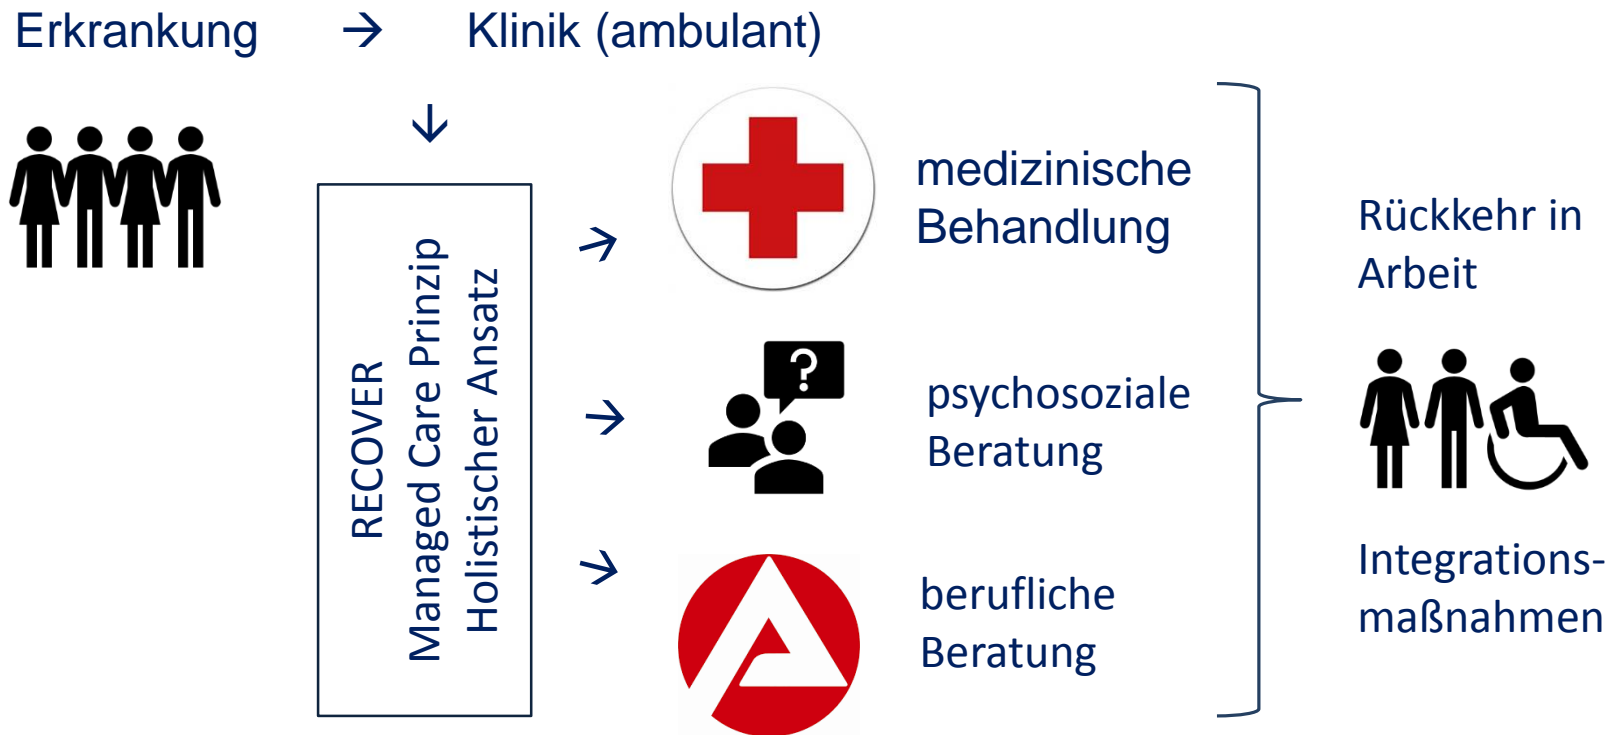 Erkrankung → Klinik (ambulant)
↓
RECOVER
Managed Care Prinzip
Holistischer Ansatz
→
medizinische
Behandlung
→
?
psychosoziale
Beratung
→
berufliche
Beratung
Rückkehr in
Arbeit
Integrations-
maßnahmen